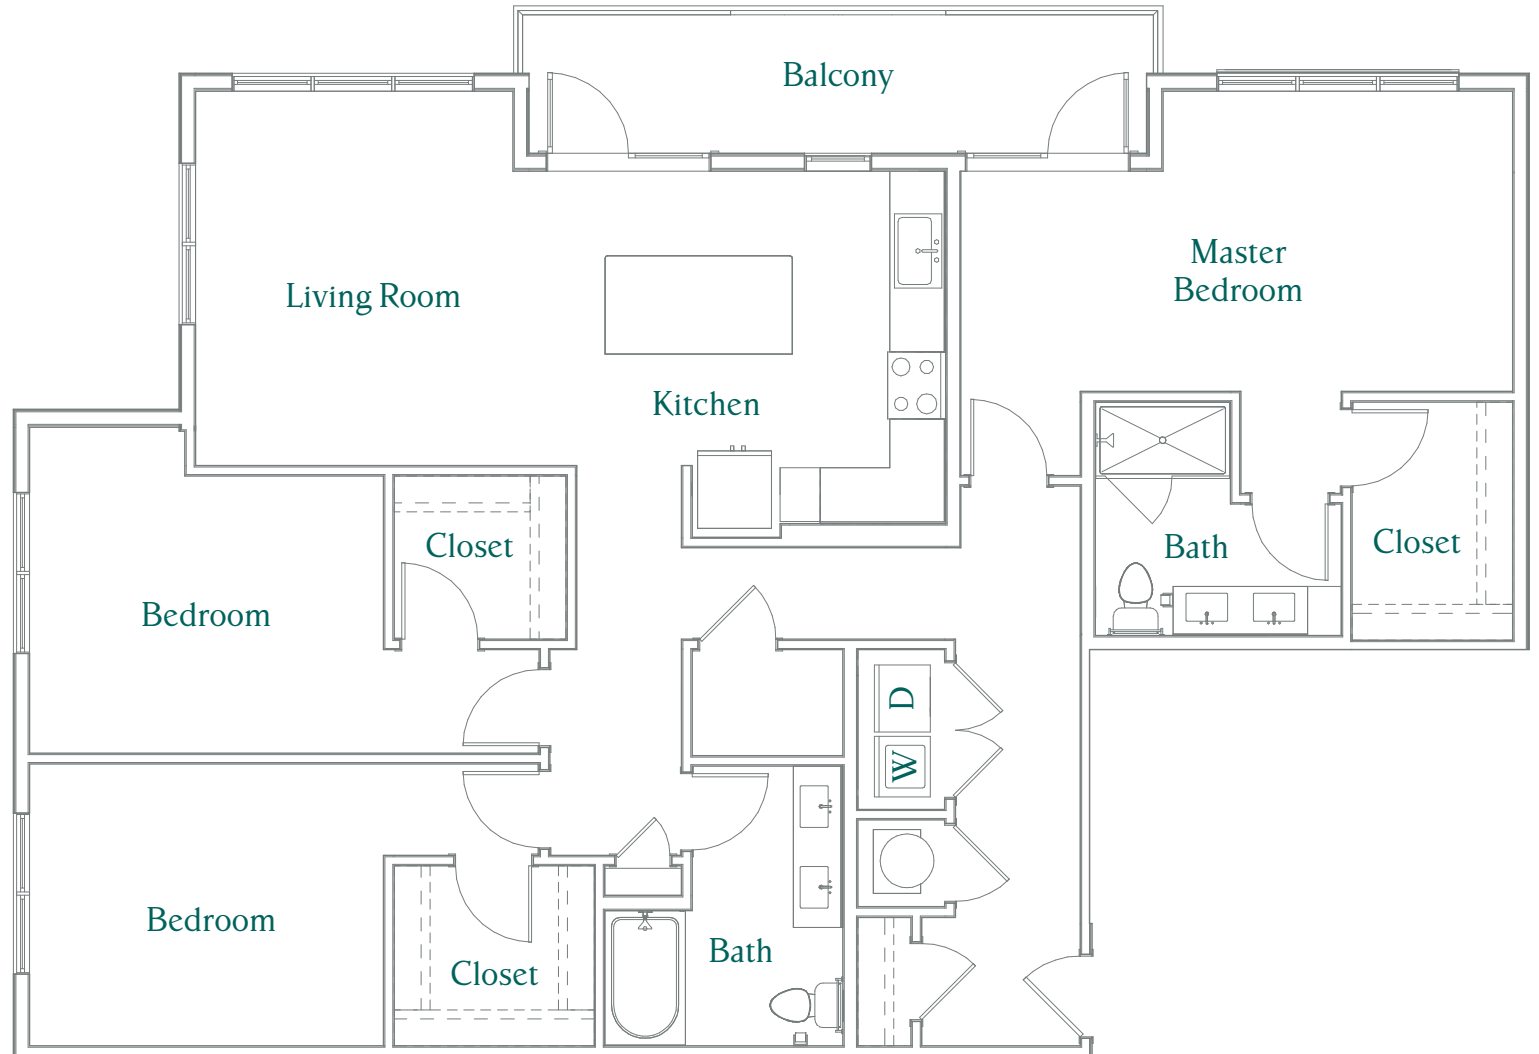 Balcony
Master
Bedroom
Living Room
Kitchen
Closet
Bath
Closet
Bedroom
D
W
Bedroom
Bath
Closet